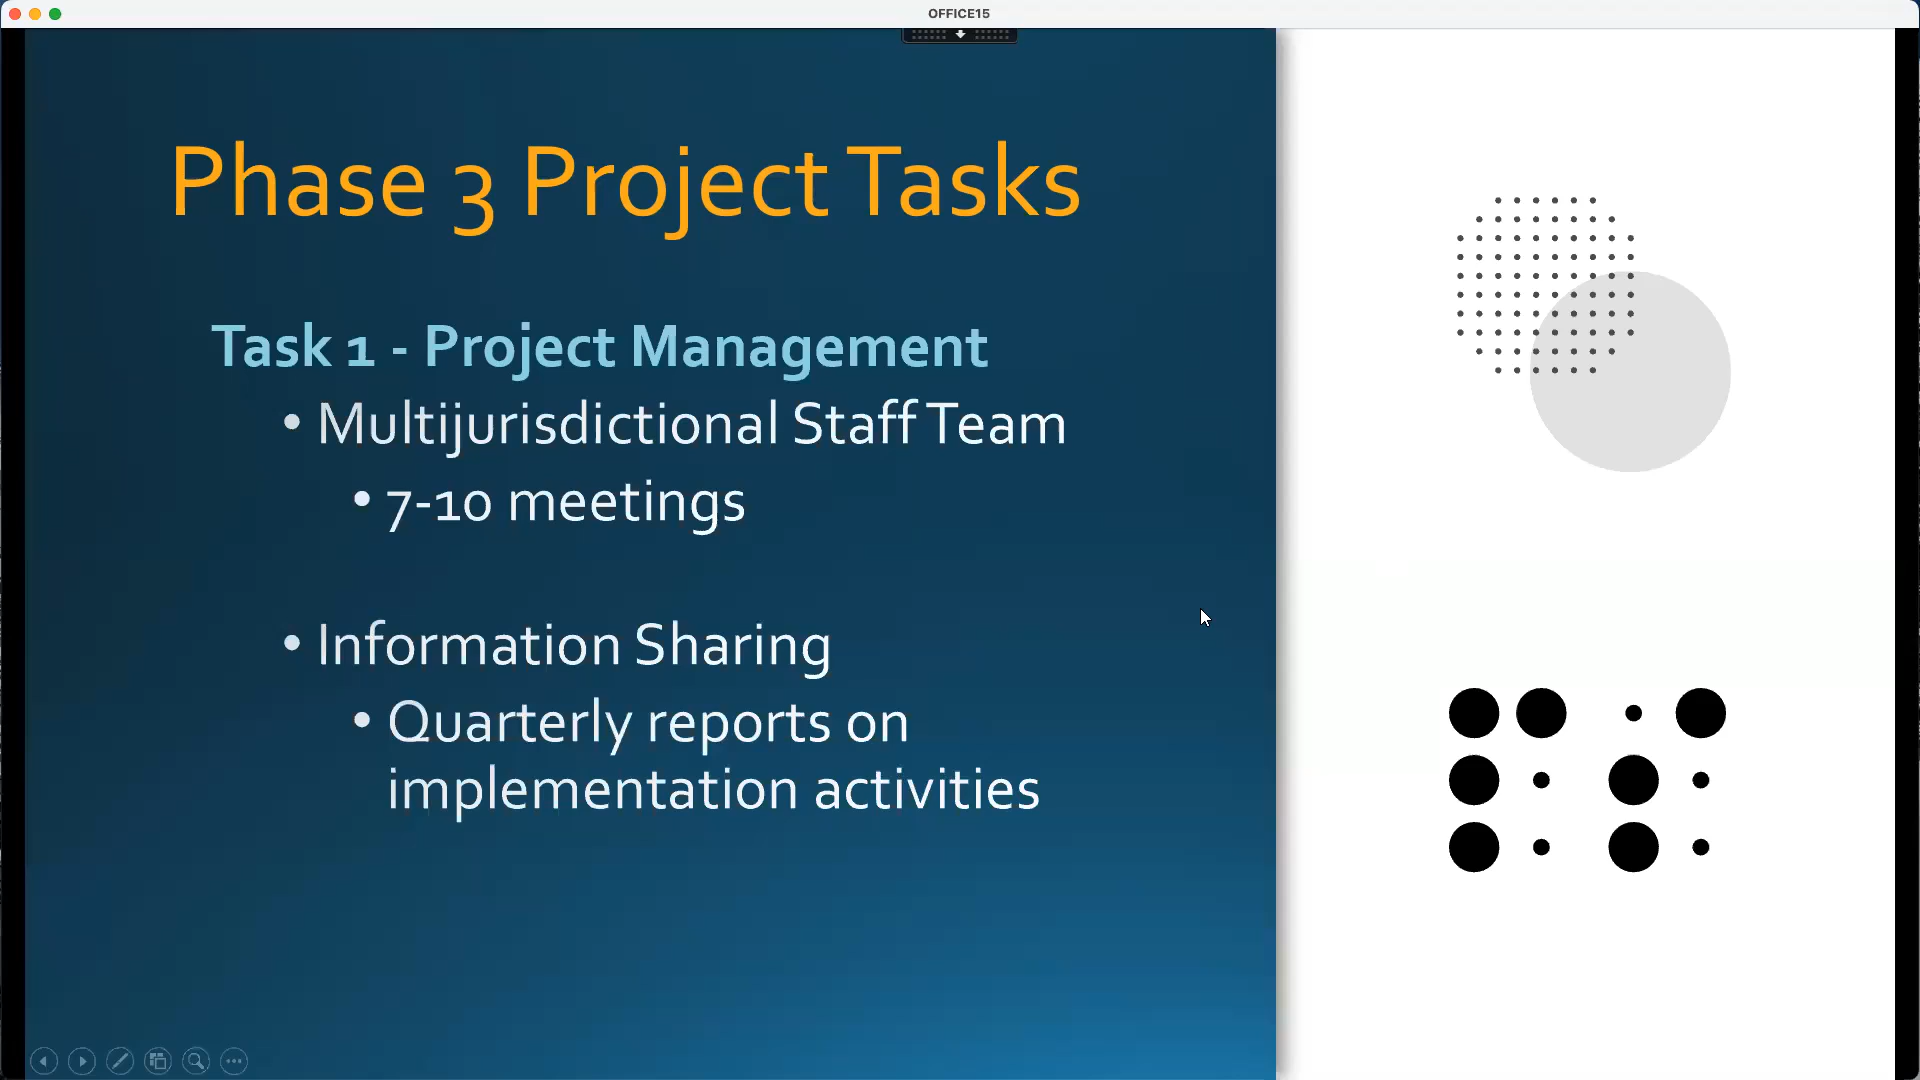 OFFICE15
Phase 3 Project Tasks
Task 1 - Project Management
• Multijurisdictional Staff Team
• 7-10 meetings
• Information Sharing
• Quarterly reports on
implementation activities